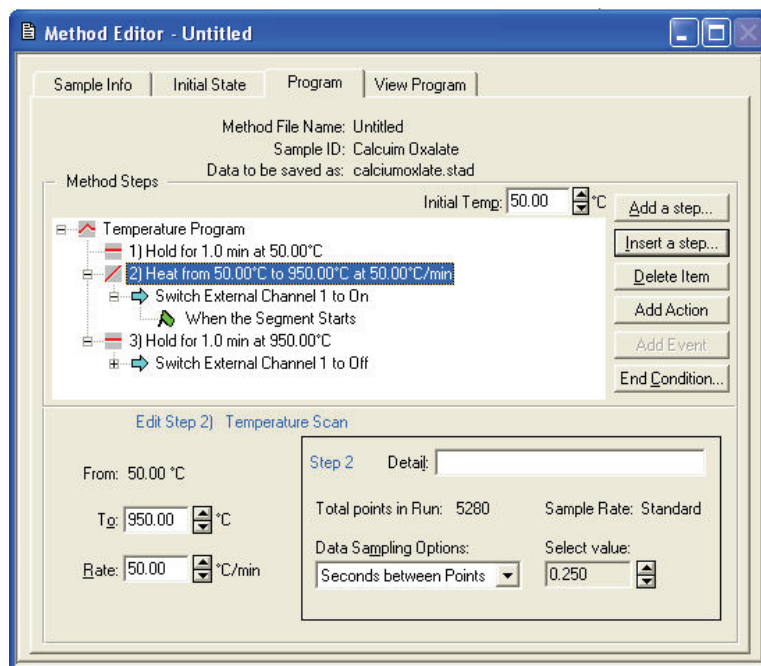 Method Editor - Untitled
Sample Info Initial State Program View Program
Method File Name: Untitled
Sample ID: Calcuim Oxalate
Data to be saved as: calciumoxlate.stad
Method Steps
Initial Temp: 50.00 °C
Add a step...
Temperature Program
1) Hold for 1.0 min at 50.00°C
Insert a step...
2) Heat from 50.00°C to 950.00°C at 50.00°C/min
Delete Item
Switch External Channel 1 to On
Add Action
When the Segment Starts
3) Hold for 1.0 min at 950.00°C
Add Event
Switch External Channel 1 to Off
End Condition...
Edit Step 2) Temperature Scan
Step 2 Detail:
From: 50.00 °C
Total points in Run: 5280 Sample Rate: Standard
To: 950.00 °C
Data Sampling Options: Select value:
Rate: 50.00 °C/min
Seconds between Points 0.250